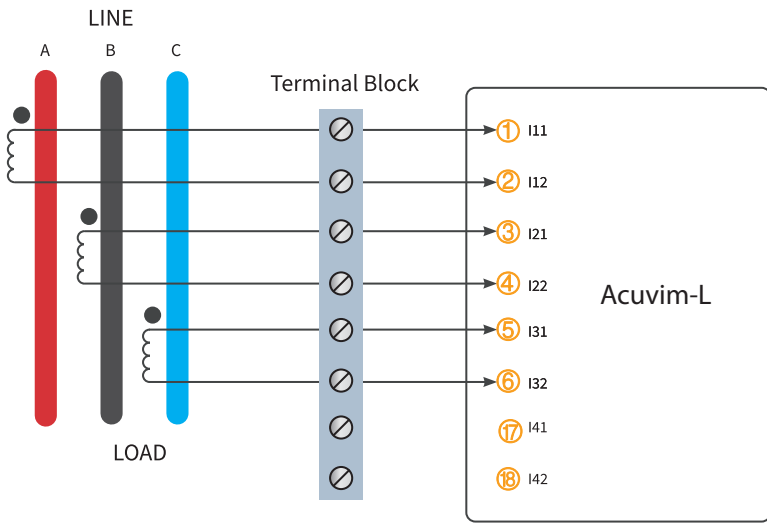 LINE
A B C
Terminal Block
1 I11
2 I12
3 I21
4 I22
Acuvim-L
5 I31
6 I32
17 I41
LOAD
18 I42